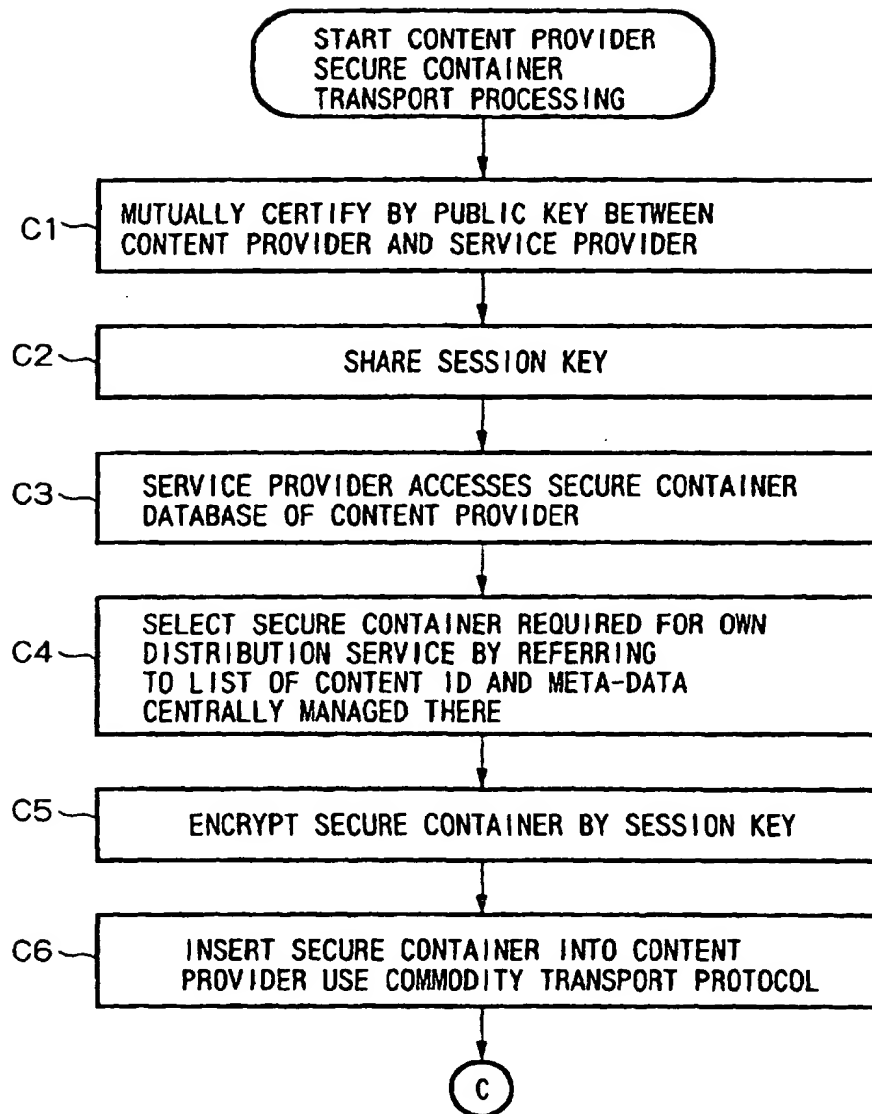 START CONTENT PROVIDER
SECURE CONTAINER
TRANSPORT PROCESSING
C1
MUTUALLY CERTIFY BY PUBLIC KEY BETWEEN
CONTENT PROVIDER AND SERVICE PROVIDER
C2
SHARE SESSION KEY
C3
SERVICE PROVIDER ACCESSES SECURE CONTAINER
DATABASE OF CONTENT PROVIDER
C4
SELECT SECURE CONTAINER REQUIRED FOR OWN
DISTRIBUTION SERVICE BY REFERRING
TO LIST OF CONTENT ID AND META-DATA
CENTRALLY MANAGED THERE
C5
ENCRYPT SECURE CONTAINER BY SESSION KEY
C6
INSERT SECURE CONTAINER INTO CONTENT
PROVIDER USE COMMODITY TRANSPORT PROTOCOL
C